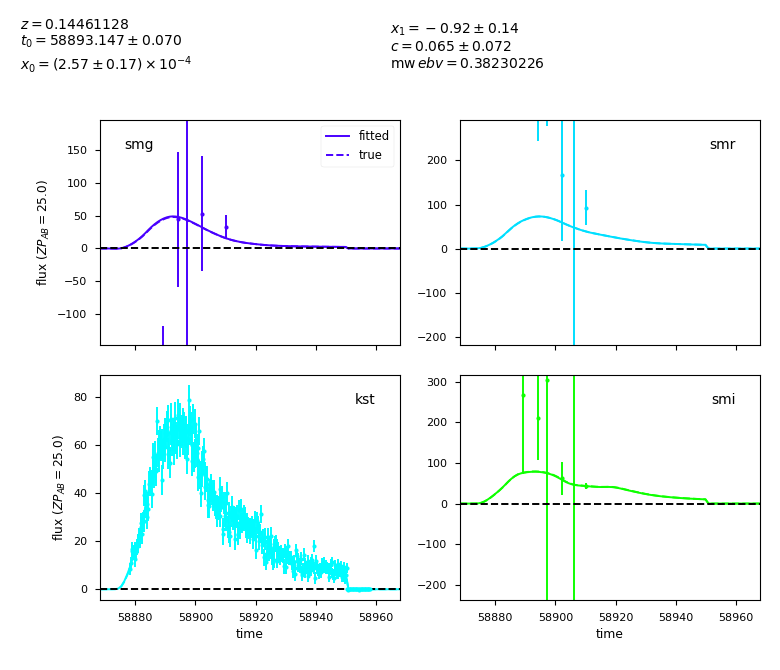 z = 0.14461128
t₀ = 58893.147 ± 0.070
x₀ = (2.57 ± 0.17) × 10⁻⁴
x₁ = −0.92 ± 0.14
c = 0.065 ± 0.072
mwebv = 0.38230226
smg
fitted
true
150
100
50
0
−50
−100
flux (ZP_AB = 25.0)
smr
200
100
0
−100
−200
kst
80
60
40
20
0
flux (ZP_AB = 25.0)
58880 58900 58920 58940 58960
time
smi
300
200
100
0
−100
−200
58880 58900 58920 58940 58960
time